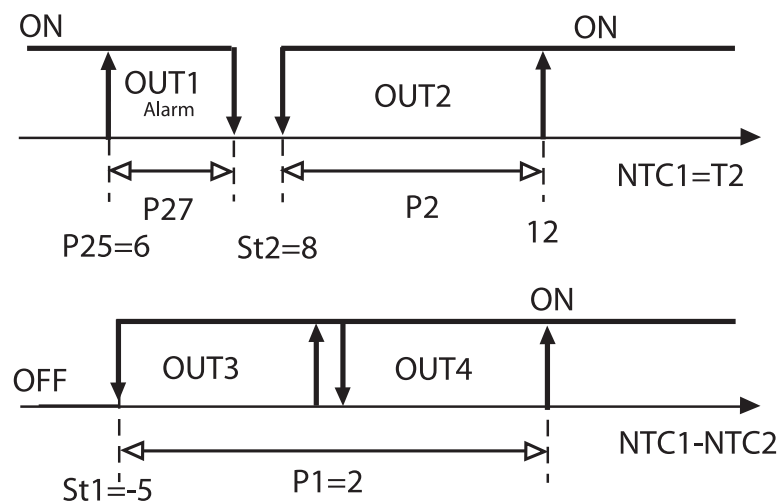 ON
ON
OUT1
Alarm
OUT2
NTC1=T2
P27
P2
P25=6
St2=8
12
ON
OUT3
OUT4
OFF
NTC1-NTC2
P1=2
St1=-5